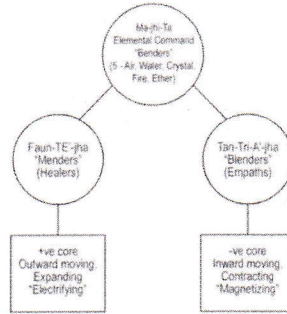 Ma-jhi-Ta
Elemental Command
"Benders"
(5 - Air, Water, Crystal,
Fire, Ether)
Faun-TE'-jha
"Menders"
(Healers)
Tan-Tri-A'-jha
"Blenders"
(Empaths)
+ve core
Outward moving,
Expanding
"Electrifying"
-ve core
Inward moving,
Contracting
"Magnetizing"